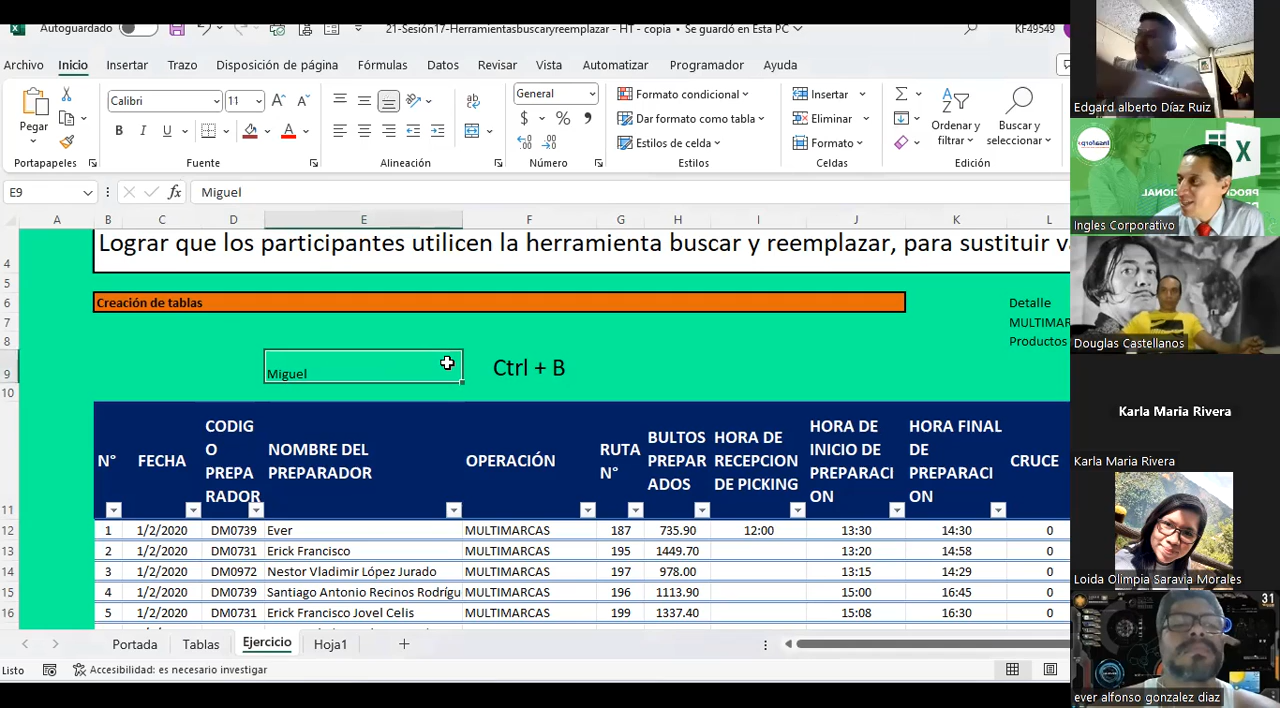 Autoguardado
21-Sesión17-Herramientasbuscaryreemplazar - HT - copia • Se guardó en Esta PC
KF49549
Archivo Inicio Insertar Trazo Disposición de página Fórmulas Datos Revisar Vista Automatizar Programador Ayuda
Pegar
Calibri 11
General
Formato condicional
Dar formato como tabla
Estilos de celda
Insertar
Eliminar
Formato
Ordenar y filtrar
Buscar y seleccionar
Portapapeles Fuente Alineación Número Estilos Celdas Edición
E9 fx Miguel
A B C D E F G H I J K L
4 Lograr que los participantes utilicen la herramienta buscar y reemplazar, para sustituir va
5
6 Creación de tablas Detalle
7 MULTIMAR
8 Productos
9 Miguel Ctrl + B
10
11 N° FECHA CODIGO PREPARADOR NOMBRE DEL PREPARADOR OPERACIÓN RUTA N° BULTOS PREPARADOS HORA DE RECEPCION DE PICKING HORA DE INICIO DE PREPARACION HORA FINAL DE PREPARACION CRUCE
12 1 1/2/2020 DM0739 Ever MULTIMARCAS 187 735.90 12:00 13:30 14:30 0
13 2 1/2/2020 DM0731 Erick Francisco MULTIMARCAS 195 1449.70 13:20 14:58 0
14 3 1/2/2020 DM0972 Nestor Vladimir López Jurado MULTIMARCAS 197 978.00 13:15 14:29 0
15 4 1/2/2020 DM0739 Santiago Antonio Recinos Rodrígu MULTIMARCAS 196 1113.90 15:00 16:45 0
16 5 1/2/2020 DM0731 Erick Francisco Jovel Celis MULTIMARCAS 199 1337.40 15:08 16:30 0
Portada Tablas Ejercicio Hoja1
Listo Accesibilidad: es necesario investigar
Edgard alberto Díaz Ruiz
Ingles Corporativo
Douglas Castellanos
Karla Maria Rivera
Karla Maria Rivera
Loida Olimpia Saravia Morales
31
ever alfonso gonzalez diaz